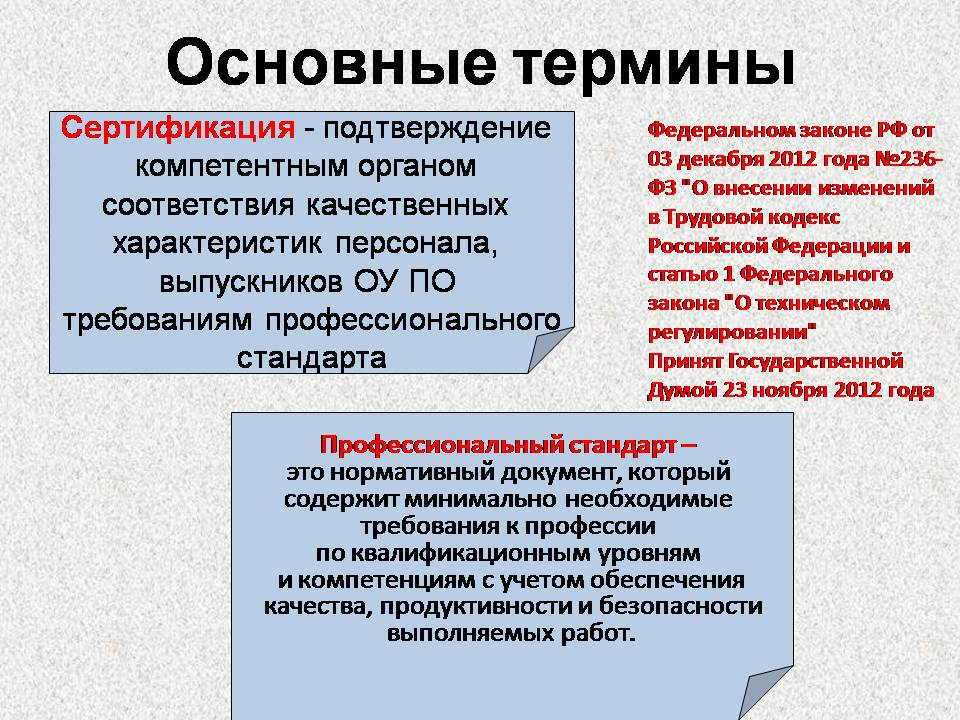 Основные термины
Сертификация - подтверждение
компетентным органом
соответствия качественных
характеристик персонала,
выпускников ОУ ПО
требованиям профессионального
стандарта
Федеральном законе РФ от
03 декабря 2012 года №236-
ФЗ "О внесении изменений
в Трудовой кодекс
Российской Федерации и
статью 1 Федерального
закона "О техническом
регулировании"
Принят Государственной
Думой 23 ноября 2012 года
Профессиональный стандарт –
это нормативный документ, который
содержит минимально необходимые
требования к профессии
по квалификационным уровням
и компетенциям с учетом обеспечения
качества, продуктивности и безопасности
выполняемых работ.